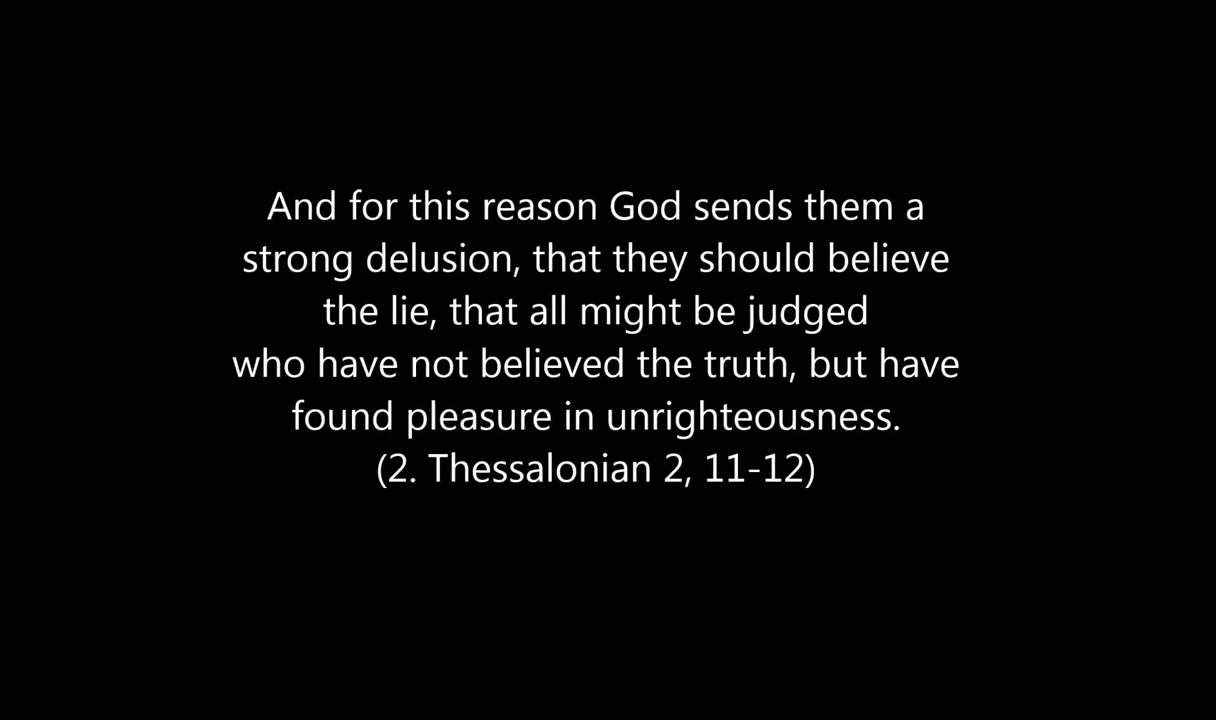 And for this reason God sends them a
strong delusion, that they should believe
the lie, that all might be judged
who have not believed the truth, but have
found pleasure in unrighteousness.
(2. Thessalonian 2, 11-12)